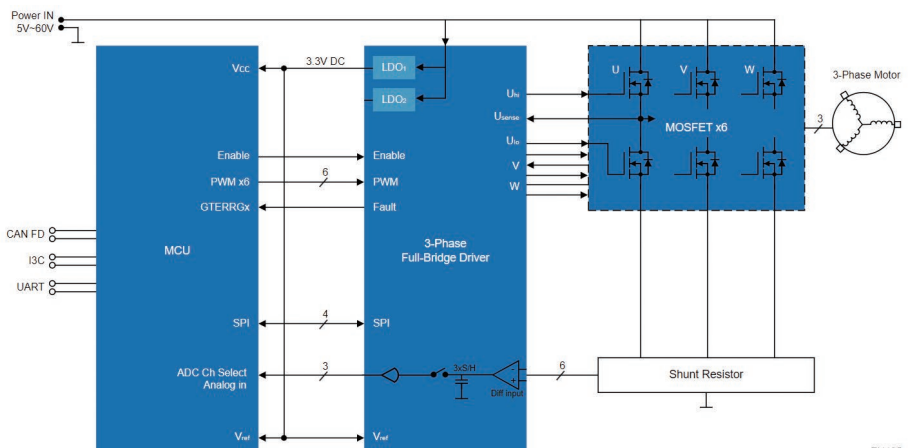 Power IN
5V~60V
Vcc
3.3V DC
LDO1
LDO2
Uhi
Usense
Ulo
V
W
U
V
W
MOSFET x6
3-Phase Motor
3
Enable
Enable
PWM x6
6
PWM
GTERRGx
Fault
CAN FD
I3C
UART
MCU
3-Phase
Full-Bridge Driver
SPI
4
SPI
ADC Ch Select
Analog in
3
3xS/H
Diff input
6
Shunt Resistor
Vref
Vref